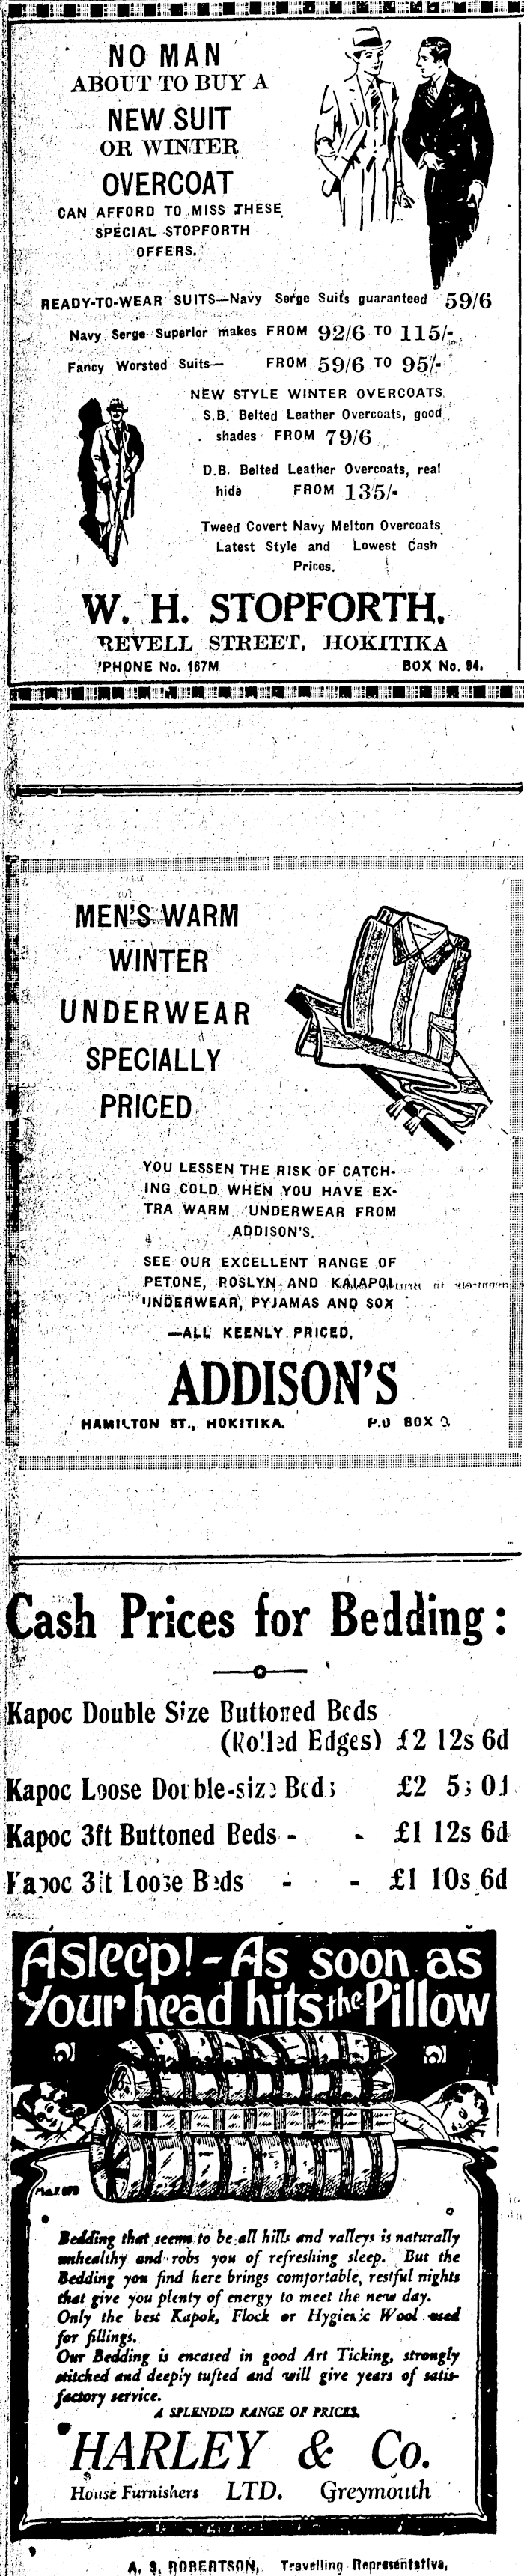 NO MAN
ABOUT TO BUY A
NEW SUIT
OR WINTER
OVERCOAT
CAN AFFORD TO MISS THESE
SPECIAL STOPFORTH
OFFERS.
READY-TO-WEAR SUITS—Navy Serge Suits guaranteed 59/6
Navy Serge Superior makes FROM 92/6 TO 115/-
Fancy Worsted Suits— FROM 59/6 TO 95/-
NEW STYLE WINTER OVERCOATS
S.B. Belted Leather Overcoats, good
shades FROM 79/6
D.B. Belted Leather Overcoats, real
hide FROM 135/-
Tweed Covert Navy Melton Overcoats
Latest Style and Lowest Cash
Prices.
W. H. STOPFORTH.
REVELL STREET, HOKITIKA
'PHONE No. 167M BOX No. 94.
MEN'S WARM
WINTER
UNDERWEAR
SPECIALLY
PRICED
YOU LESSEN THE RISK OF CATCH-
ING COLD WHEN YOU HAVE EX-
TRA WARM UNDERWEAR FROM
ADDISON'S.
SEE OUR EXCELLENT RANGE OF
PETONE, ROSLYN AND KAIAPOI
UNDERWEAR, PYJAMAS AND SOX
—ALL KEENLY PRICED,
ADDISON'S
HAMILTON ST., HOKITIKA. P.O BOX
Cash Prices for Bedding:
Kapoc Double Size Buttoned Beds
(Rolled Edges) £2 12s 6d
Kapoc Loose Double-size Beds £2 5s 0d
Kapoc 3ft Buttoned Beds - - £1 12s 6d
Kapoc 3ft Loose Beds - - £1 10s 6d
Asleep!-As soon as
Your head hits the Pillow
Bedding that seems to be all hills and valleys is naturally
unhealthy and robs you of refreshing sleep. But the
Bedding you find here brings comfortable, restful nights
that give you plenty of energy to meet the new day.
Only the best Kapok, Flock or Hygienic Wool used
for fillings.
Our Bedding is encased in good Art Ticking, strongly
stitched and deeply tufted and will give years of satis-
factory service.
A SPLENDID RANGE OF PRICES.
HARLEY & Co.
House Furnishers LTD. Greymouth
A. S. ROBERTSON, Travelling Representative,